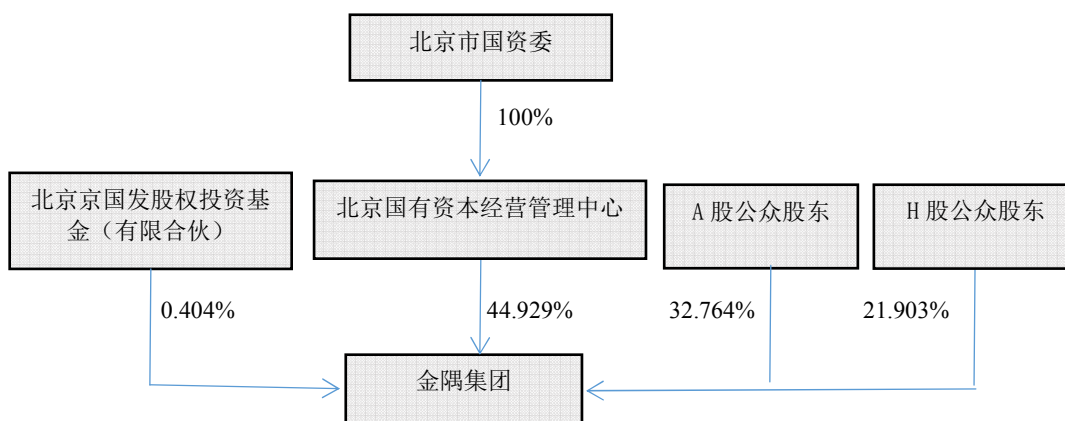 北京市国资委
100%
北京京国发股权投资基
金（有限合伙）
北京国有资本经营管理中心
A 股公众股东
H 股公众股东
0.404%
44.929%
32.764%
21.903%
金隅集团